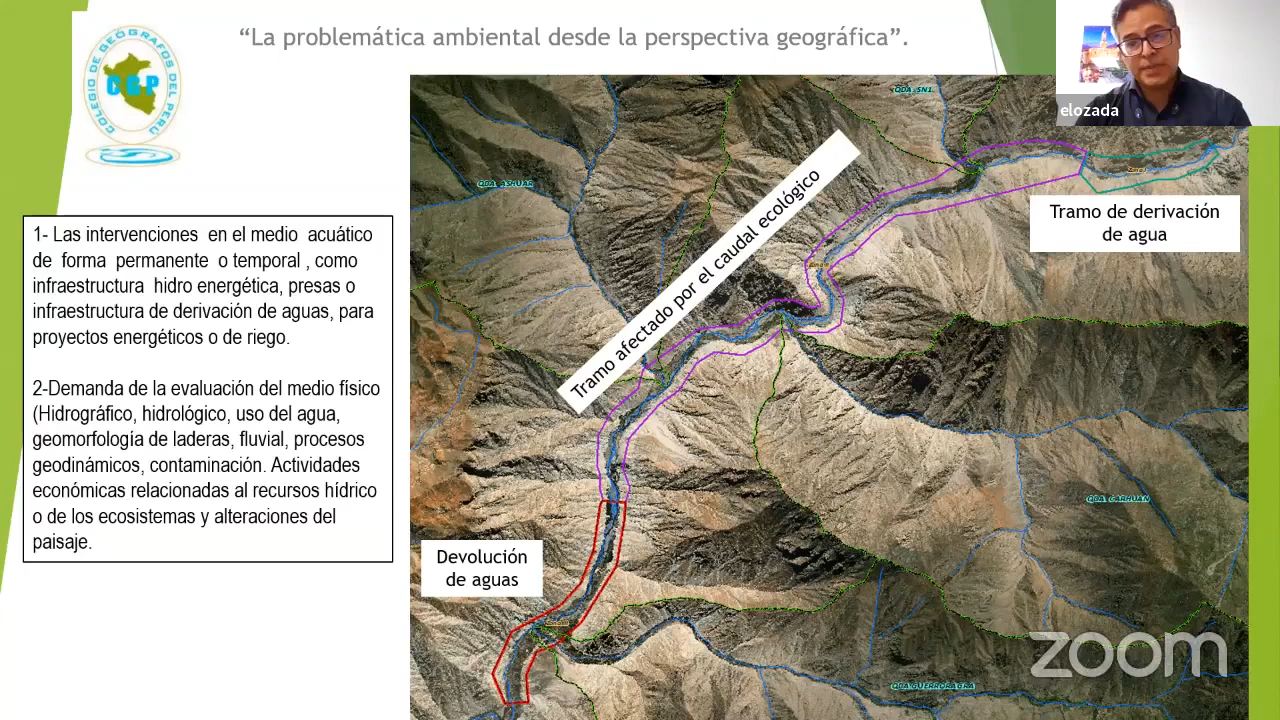 “La problemática ambiental desde la perspectiva geográfica”.
COLEGIO DE GEÓGRAFOS DEL PERÚ
CGP
elozada
1- Las intervenciones en el medio acuático
de forma permanente o temporal , como
infraestructura hidro energética, presas o
infraestructura de derivación de aguas, para
proyectos energéticos o de riego.
2-Demanda de la evaluación del medio físico
(Hidrográfico, hidrológico, uso del agua,
geomorfología de laderas, fluvial, procesos
geodinámicos, contaminación. Actividades
económicas relacionadas al recursos hídrico
o de los ecosistemas y alteraciones del
paisaje.
QDA. SN1
QDA. ASHUAR
Tramo de derivación
de agua
Tramo afectado por el caudal ecológico
QDA. CARHUAN
Devolución
de aguas
zoom